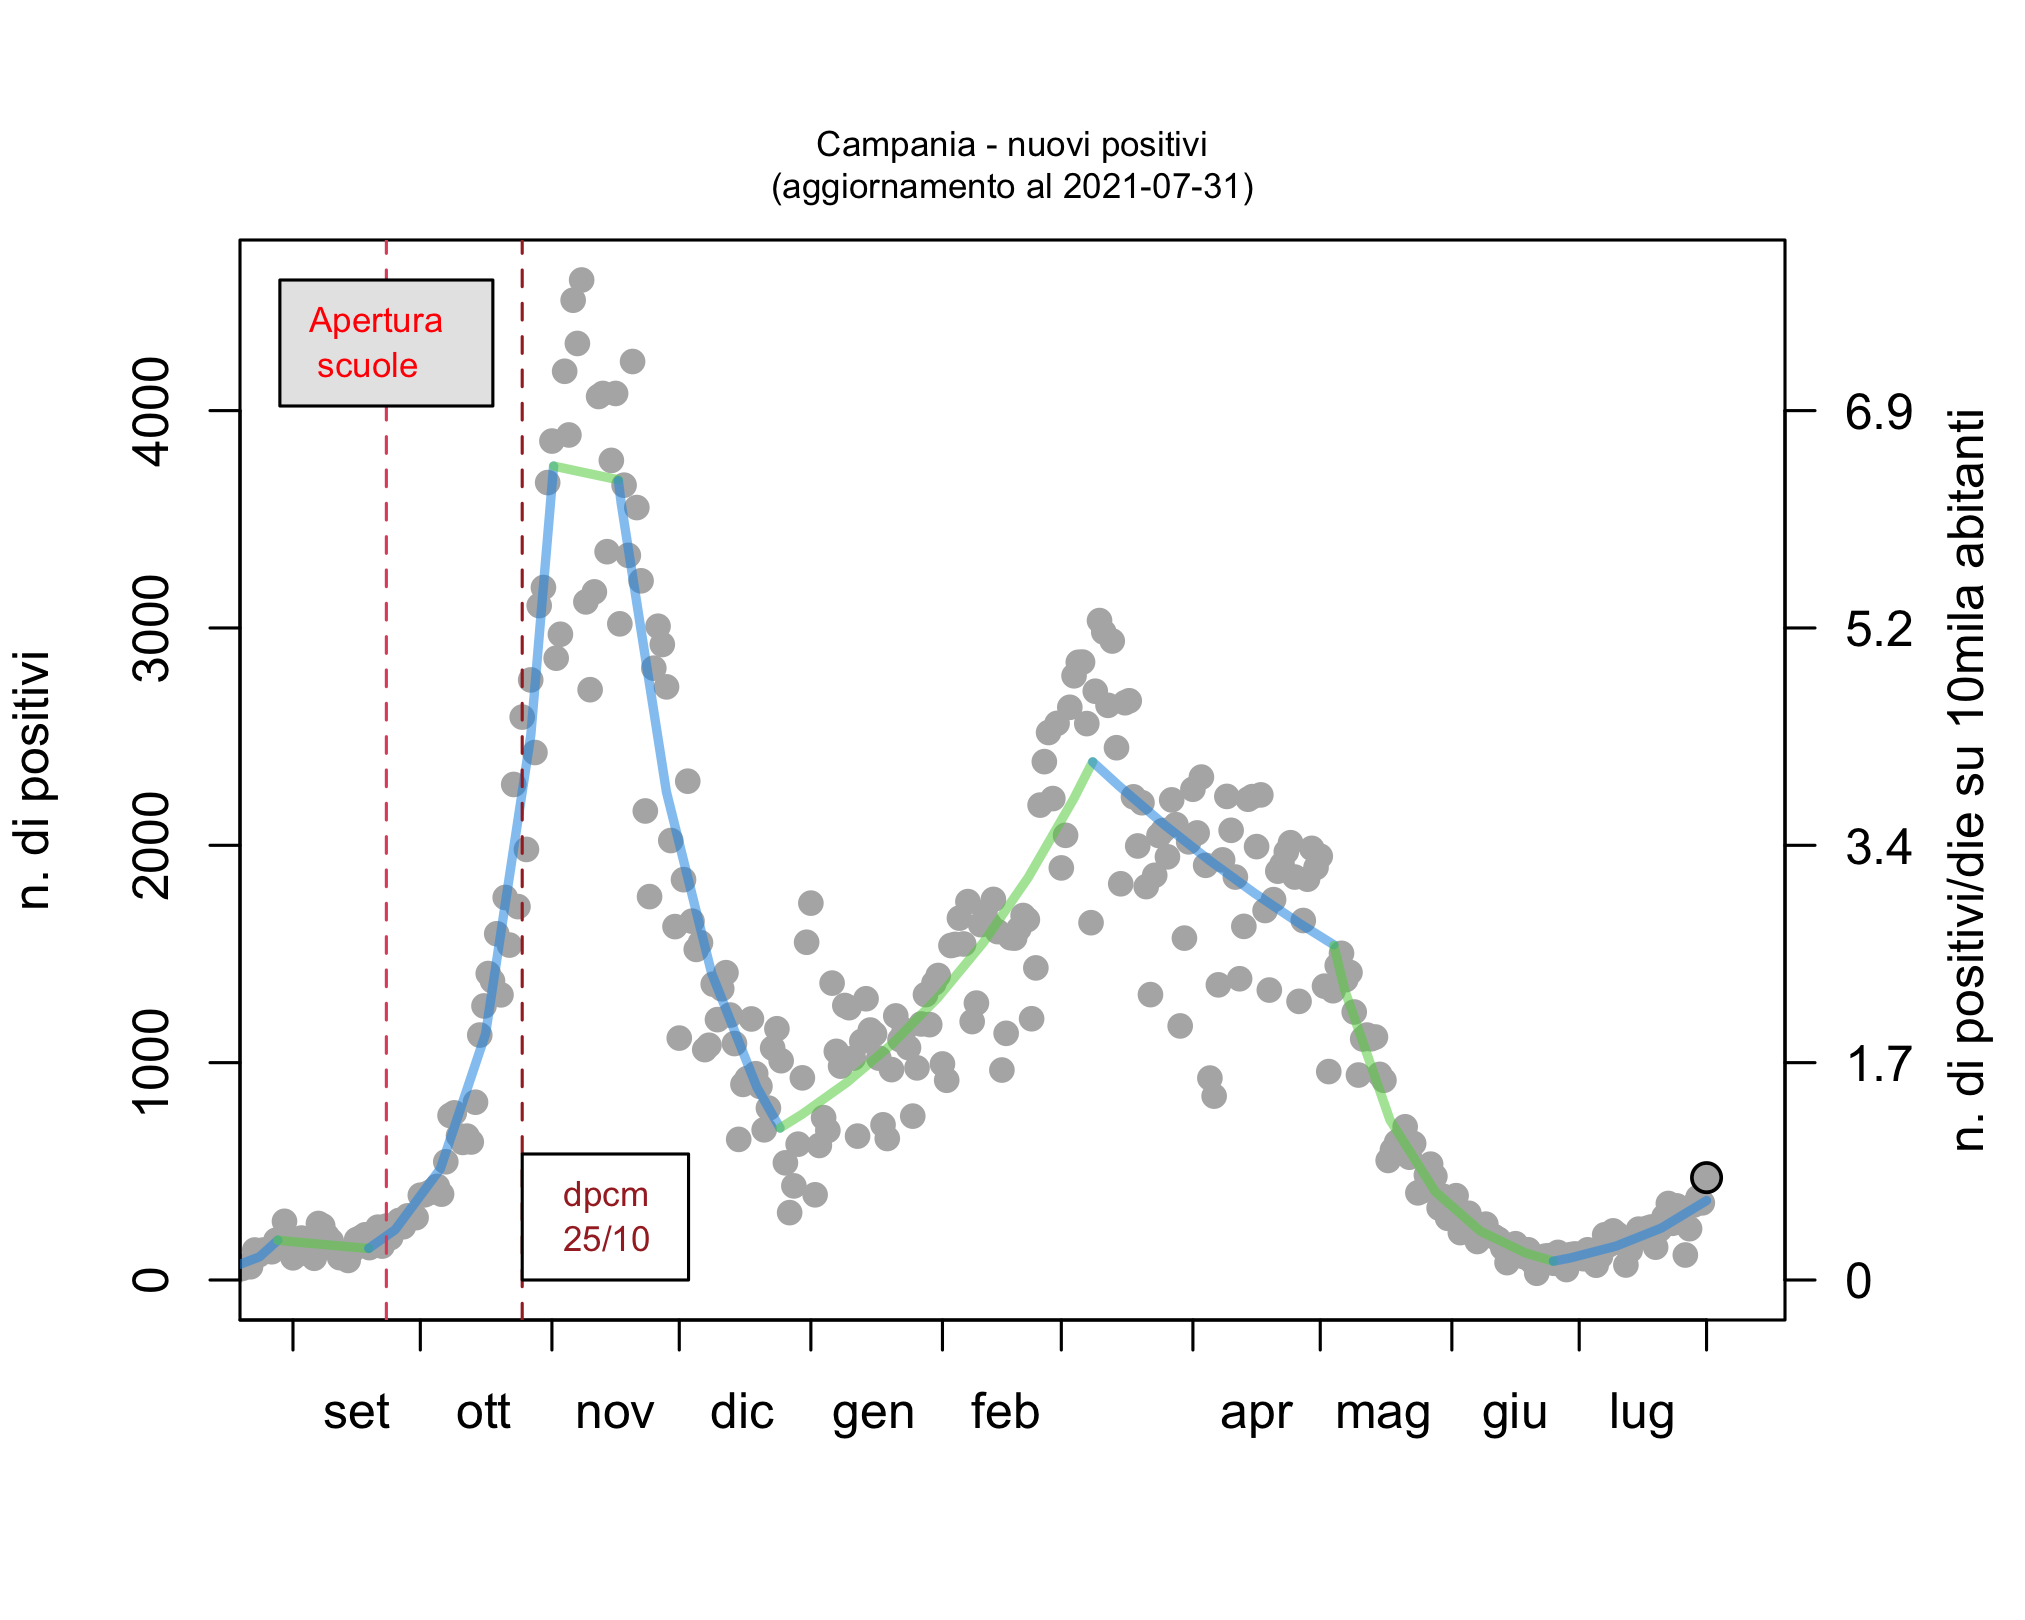 Campania - nuovi positivi
(aggiornamento al 2021-07-31)
Apertura
scuole
dpcm
25/10
n. di positivi
0
1000
2000
3000
4000
0
1.7
3.4
5.2
6.9
n. di positivi/die su 10mila abitanti
set ott nov dic gen feb apr mag giu lug